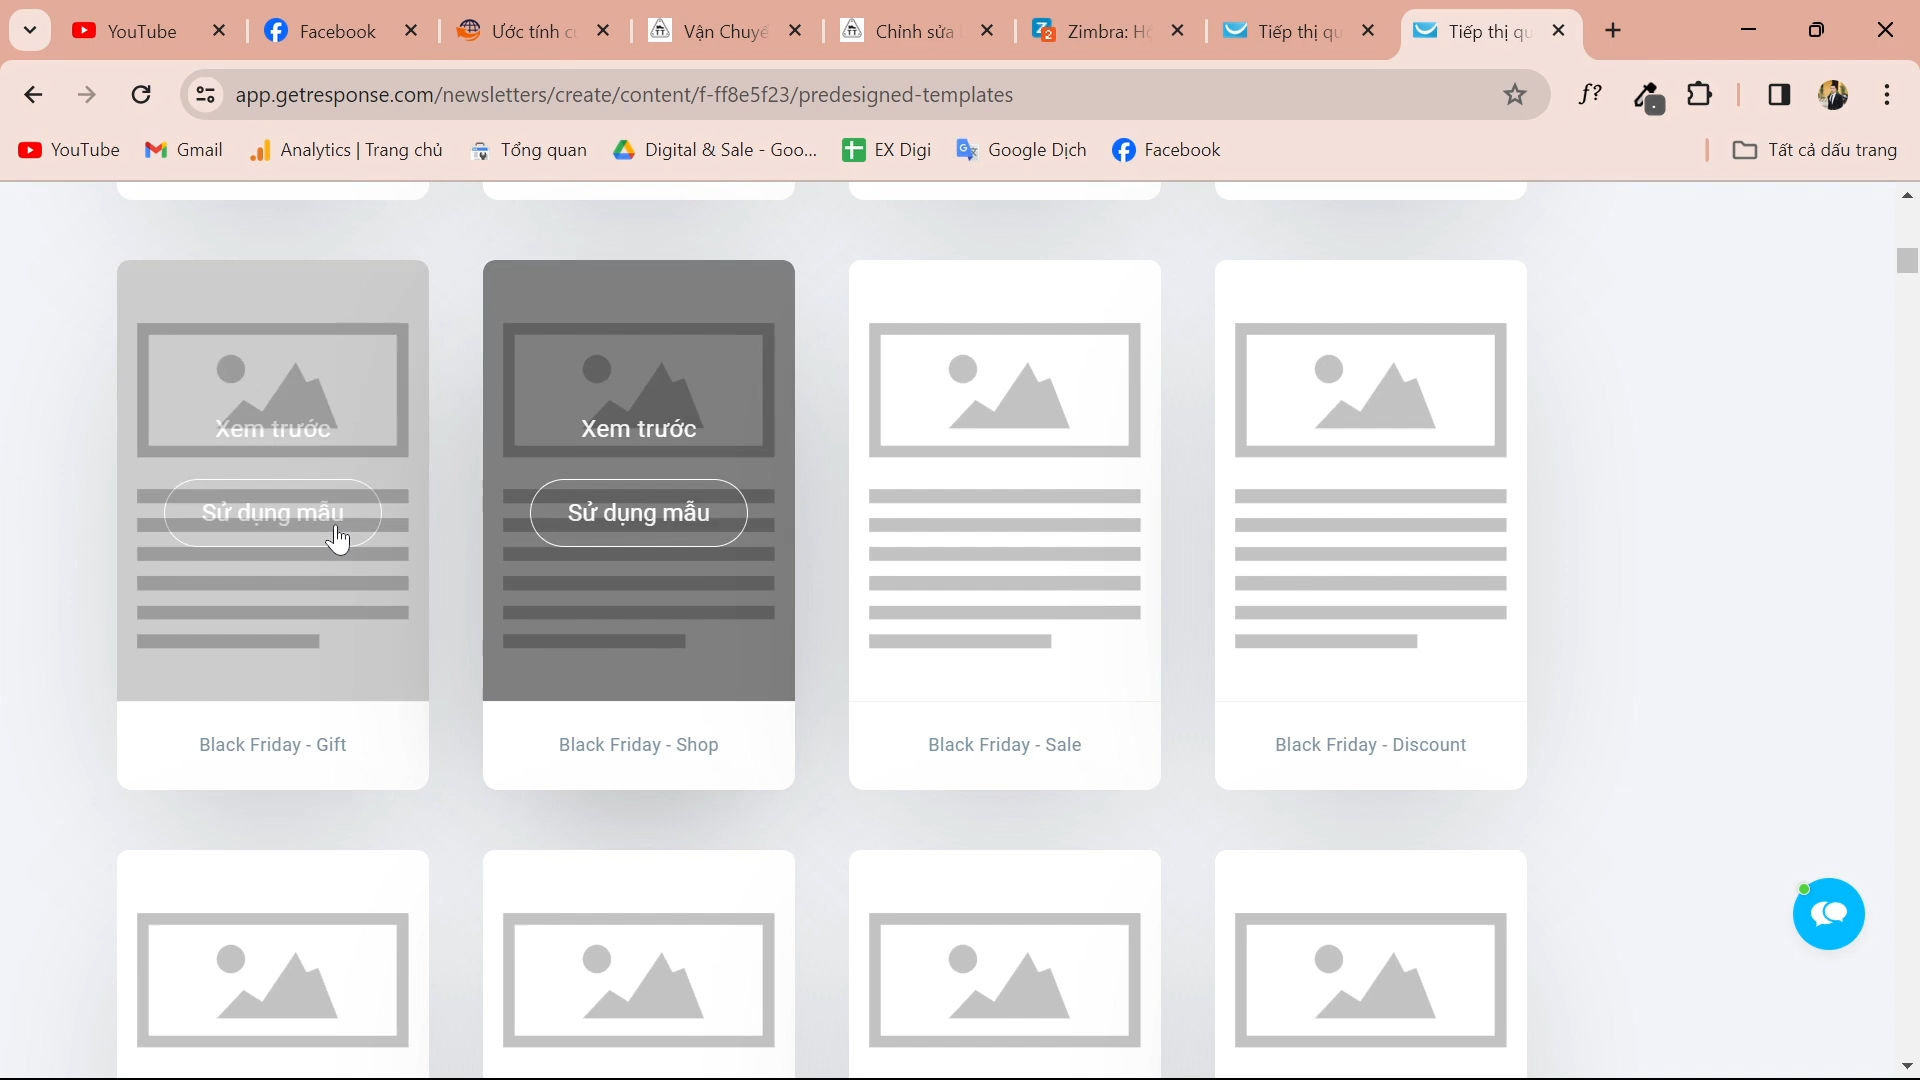 YouTube
Facebook
Ước tính c
Vận Chuyể
Chỉnh sửa
Zimbra: H
Tiếp thị qu
Tiếp thị qu
app.getresponse.com/newsletters/create/content/f-ff8e5f23/predesigned-templates
f?
YouTube
Gmail
Analytics | Trang chủ
Tổng quan
Digital & Sale - Goo...
EX Digi
Google Dịch
Facebook
Tất cả dấu trang
Xem trước
Xem trước
Sử dụng mẫu
Sử dụng mẫu
Black Friday - Gift
Black Friday - Shop
Black Friday - Sale
Black Friday - Discount